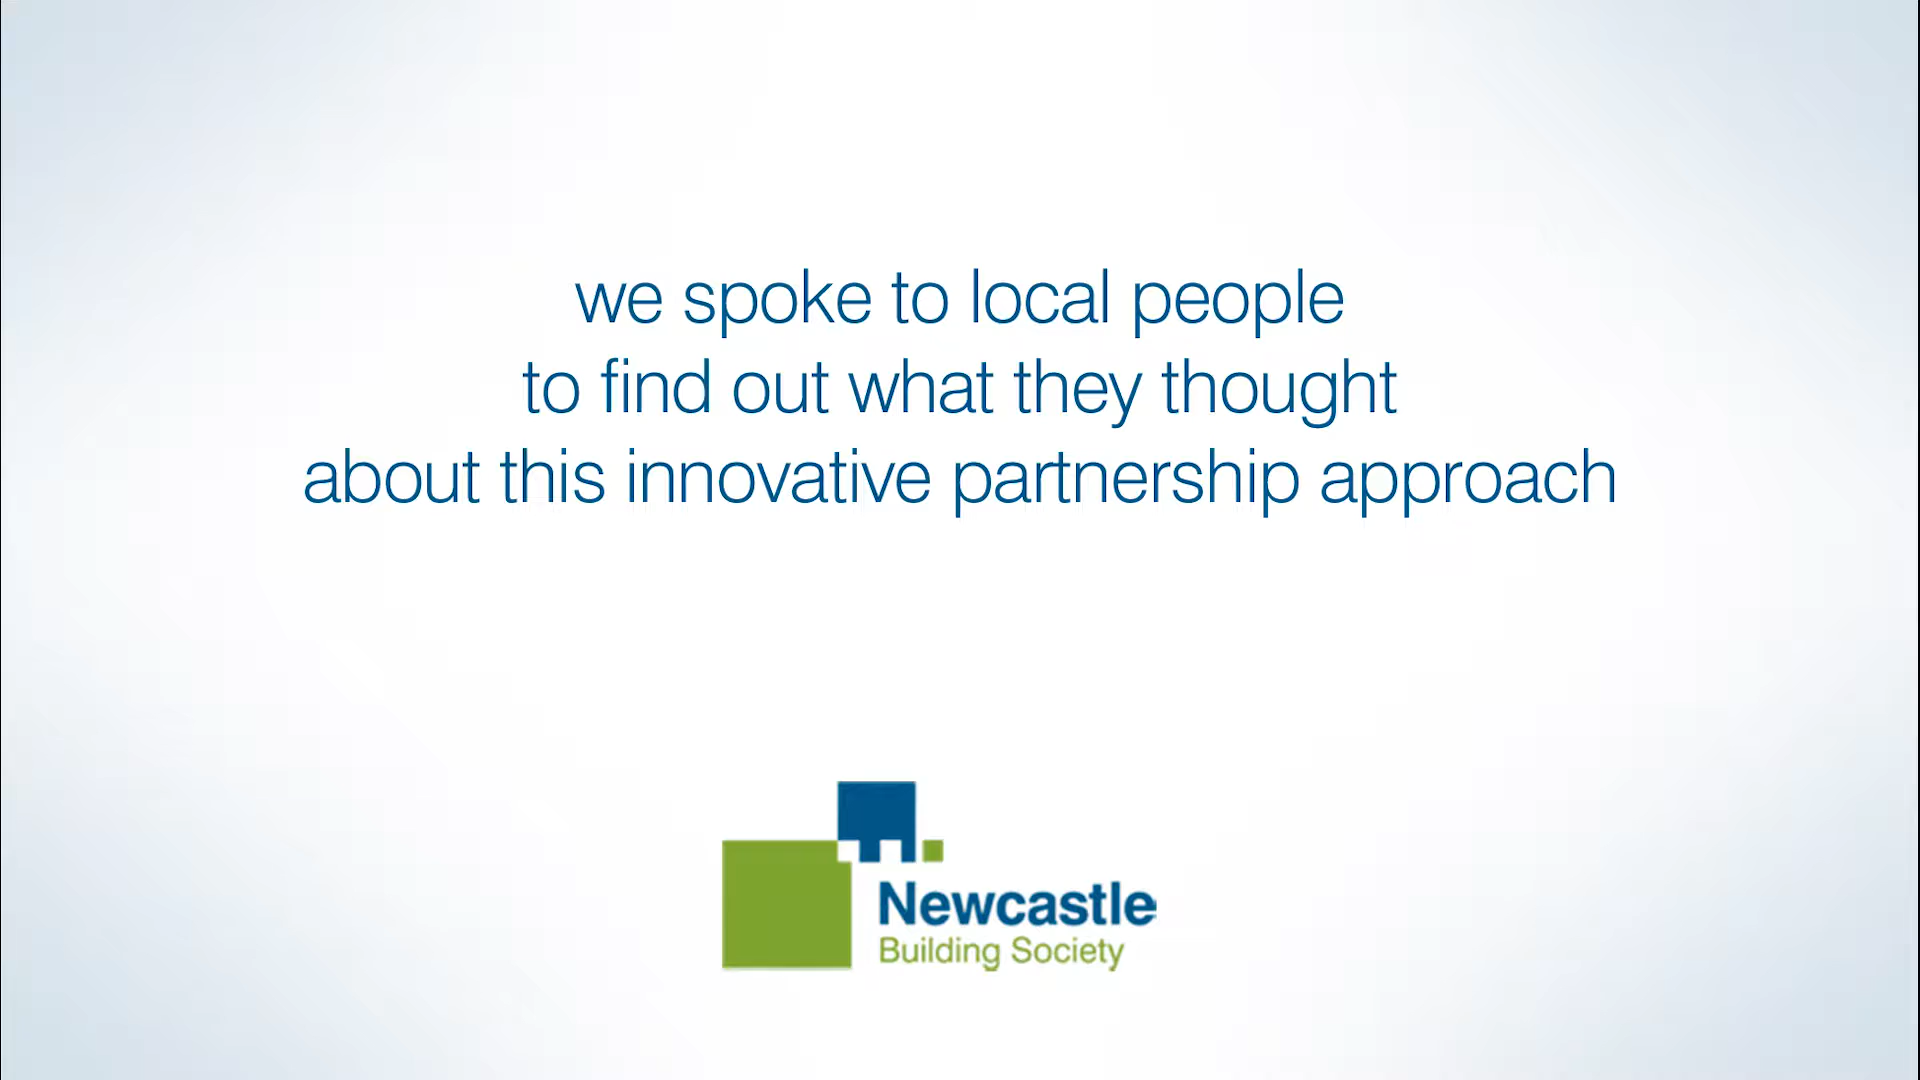 we spoke to local people
to find out what they thought
about this innovative partnership approach
Newcastle
Building Society